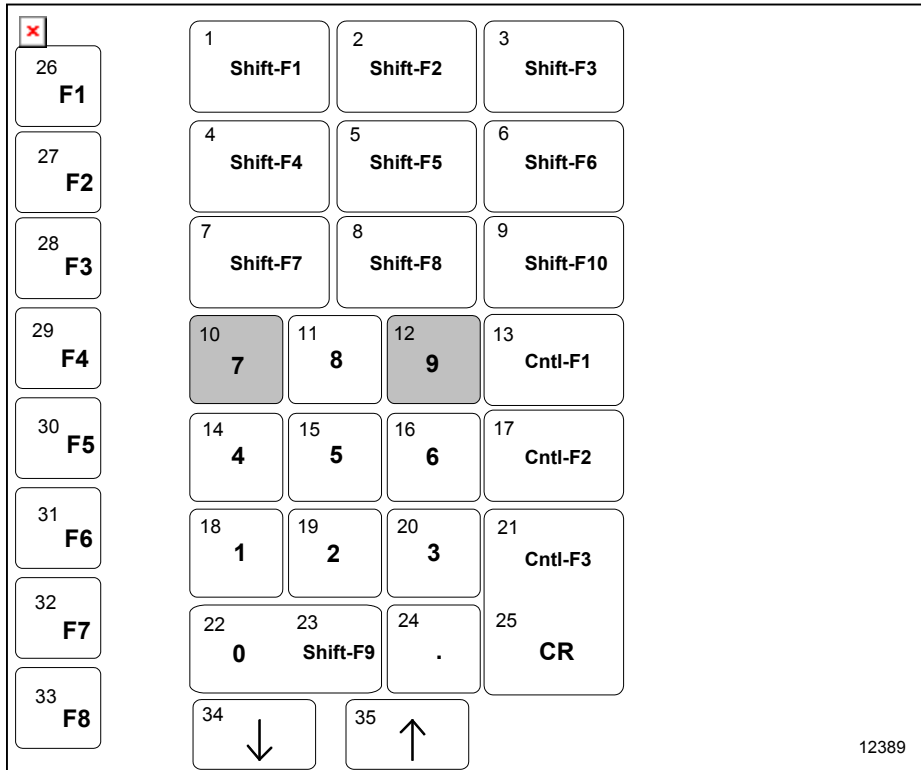 26
F1
27
F2
28
F3
29
F4
30
F5
31
F6
32
F7
33
F8
1
Shift-F1
2
Shift-F2
3
Shift-F3
4
Shift-F4
5
Shift-F5
6
Shift-F6
7
Shift-F7
8
Shift-F8
9
Shift-F10
10
7
11
8
12
9
13
Cntl-F1
14
4
15
5
16
6
17
Cntl-F2
18
1
19
2
20
3
21
Cntl-F3
22
0
23
Shift-F9
24
.
25
CR
34
↓
35
↑
12389